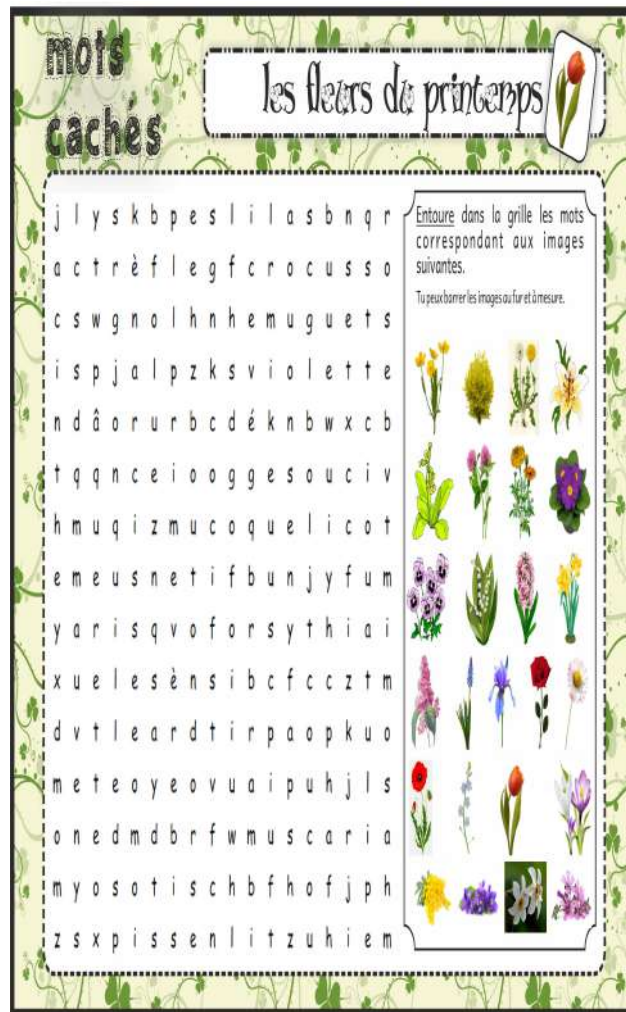 mots
cachés
les fleurs du printemps
j l y s k b p e s l i l a s b n q r
a c t r è f l e g f c r o c u s s o
c s w g n o l h n h e m u g u e t s
i s p j a l p z k s v i o l e t t e
n d â o r u r b c d é k n b w x c b
t q q n c e i o o g g e s o u c i v
h m u q i z m u c o q u e l i c o t
e m e u s n e t i f b u n j y f u m
y a r i s q v o f o r s y t h i a i
x u e l e s è n s i b c f c c z t m
d v t l e a r d t i r p a o p k u o
m e t e o y e o v u a i p u h j l s
o n e d m d b r f w m u s c a r i a
m y o s o t i s c h b f h o f j p h
z s x p i s s e n l i t z u h i e m
Entoure dans la grille les mots
correspondant aux images
suivantes.
Tu peux barrer les images au fur et à mesure.